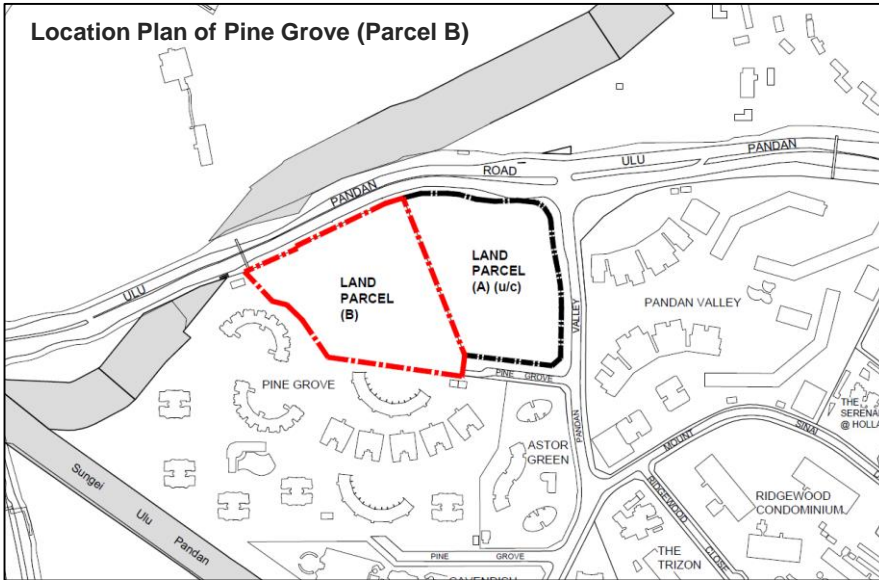 Location Plan of Pine Grove (Parcel B)
ULU
PANDAN
ROAD
ULU
PANDAN
LAND
PARCEL
(B)
LAND
PARCEL
(A) (u/c)
PANDAN
VALLEY
PANDAN VALLEY
PINE GROVE
PINE GROVE
ASTOR
GREEN
MOUNT
SINAI
THE
SERENA
@ HOLLA
RIDGEWOOD
CLOSE
RIDGEWOOD
CONDOMINIUM
THE
TRIZON
Sungei
Ulu
Pandan
PINE
GROVE
CAVENDISH